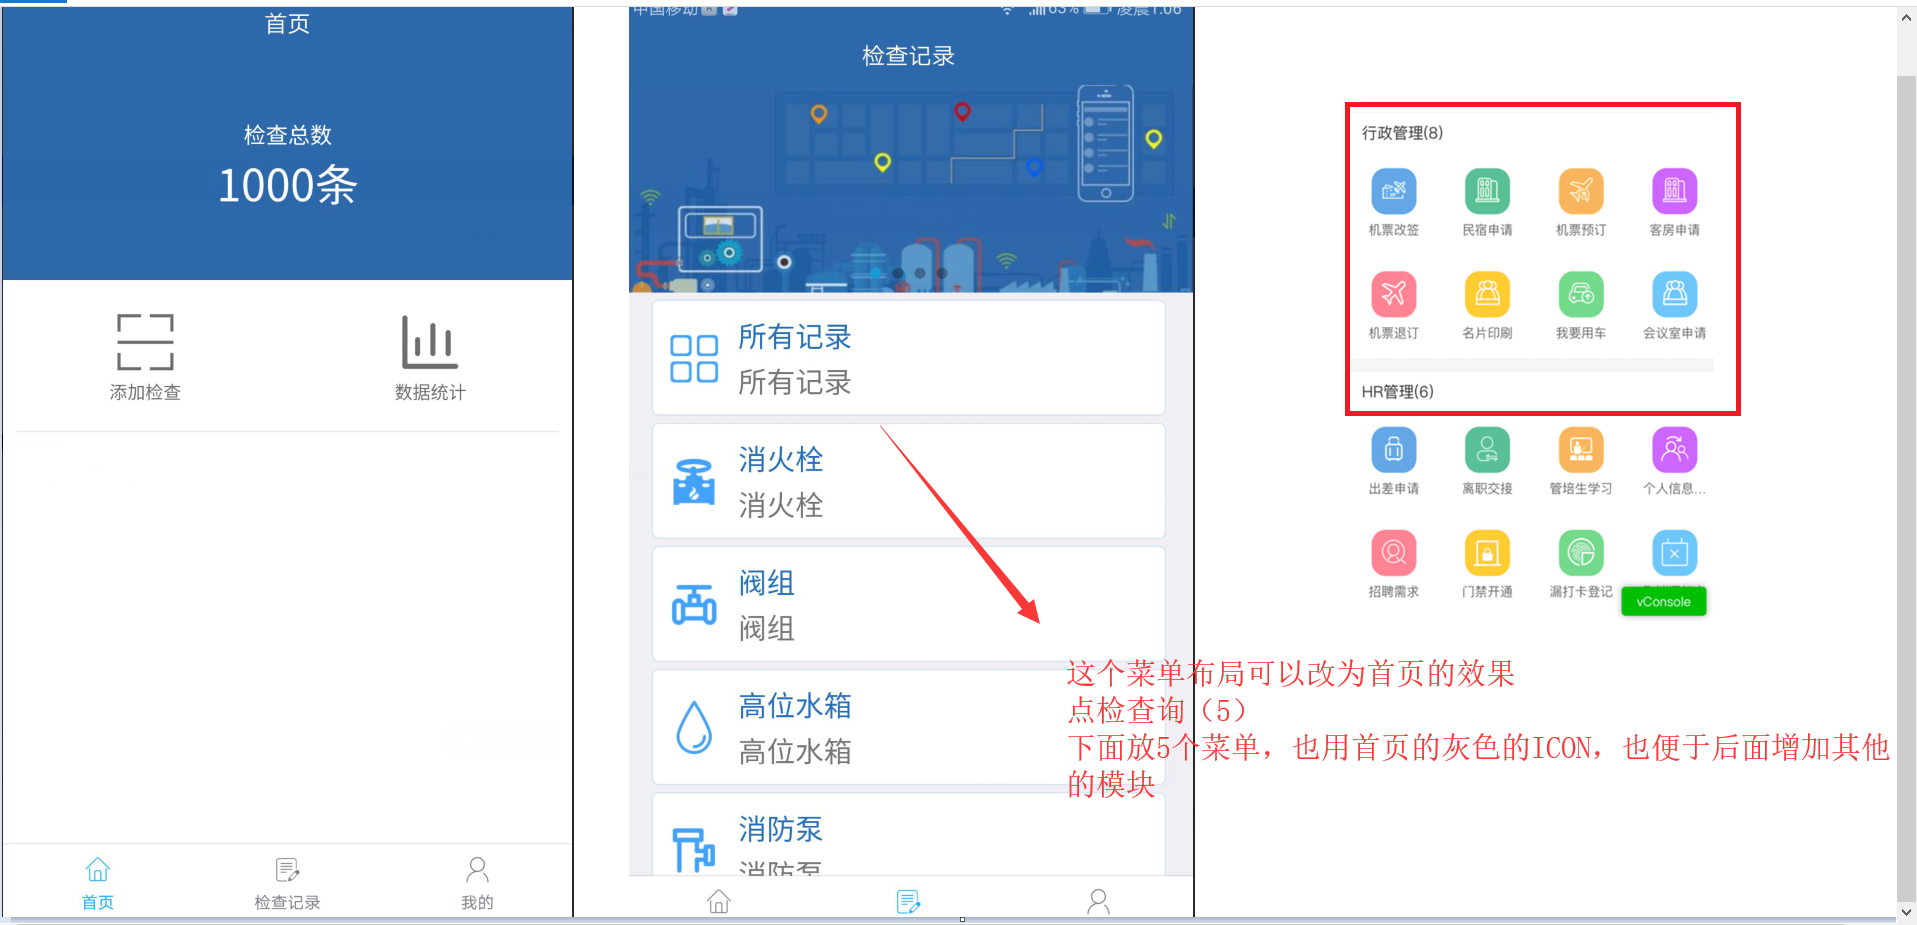 首页
检查总数
1000条
添加检查
数据统计
首页
检查记录
我的
中国移动
63%
凌晨1:06
检查记录
所有记录
所有记录
消火栓
消火栓
阀组
阀组
高位水箱
高位水箱
消防泵
消防泵
行政管理(8)
机票改签
民宿申请
机票预订
客房申请
机票退订
名片印刷
我要用车
会议室申请
HR管理(6)
出差申请
离职交接
管培生学习
个人信息...
招聘需求
门禁开通
漏打卡登记
vConsole
这个菜单布局可以改为首页的效果
点检查询（5）
下面放5个菜单，也用首页的灰色的ICON，也便于后面增加其他
的模块